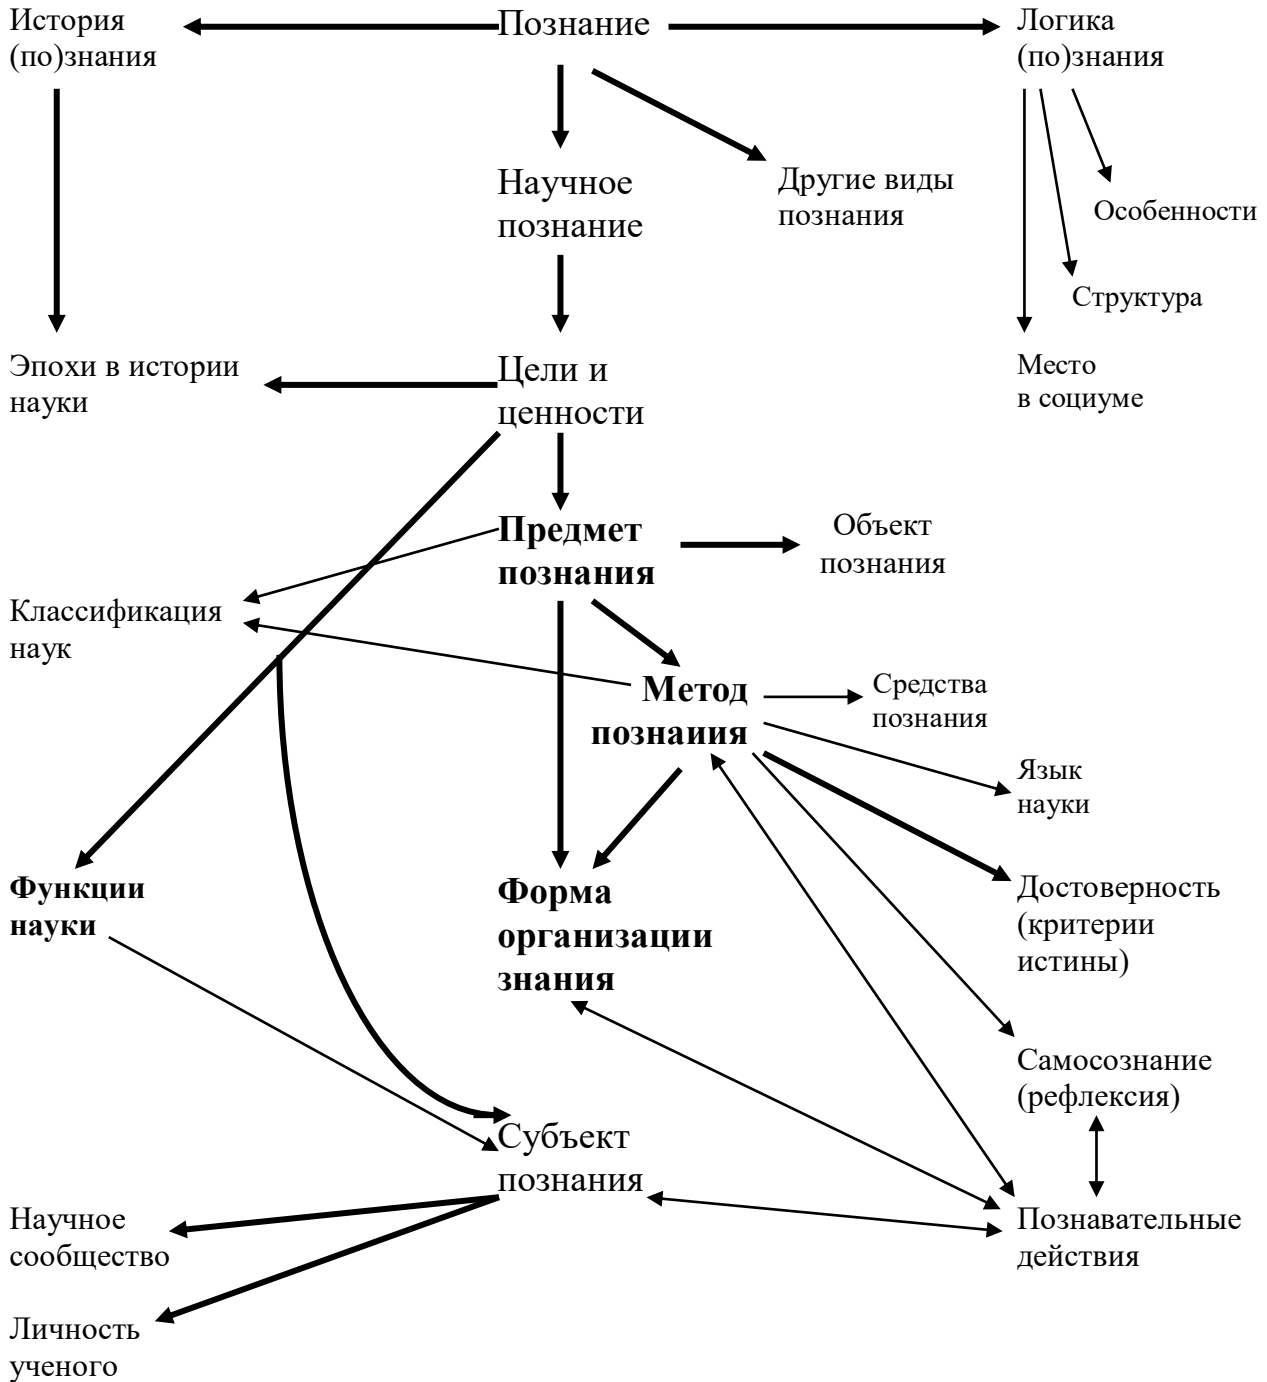 История
(по)знания
Познание
Логика
(по)знания
Научное
познание
Другие виды
познания
Особенности
Структура
Эпохи в истории
науки
Цели и
ценности
Место
в социуме
Предмет
познания
Объект
познания
Классификация
наук
Метод
познаиия
Средства
познания
Язык
науки
Функции
науки
Форма
организации
знания
Достоверность
(критерии
истины)
Самосознание
(рефлексия)
Субъект
познания
Научное
сообщество
Познавательные
действия
Личность
ученого